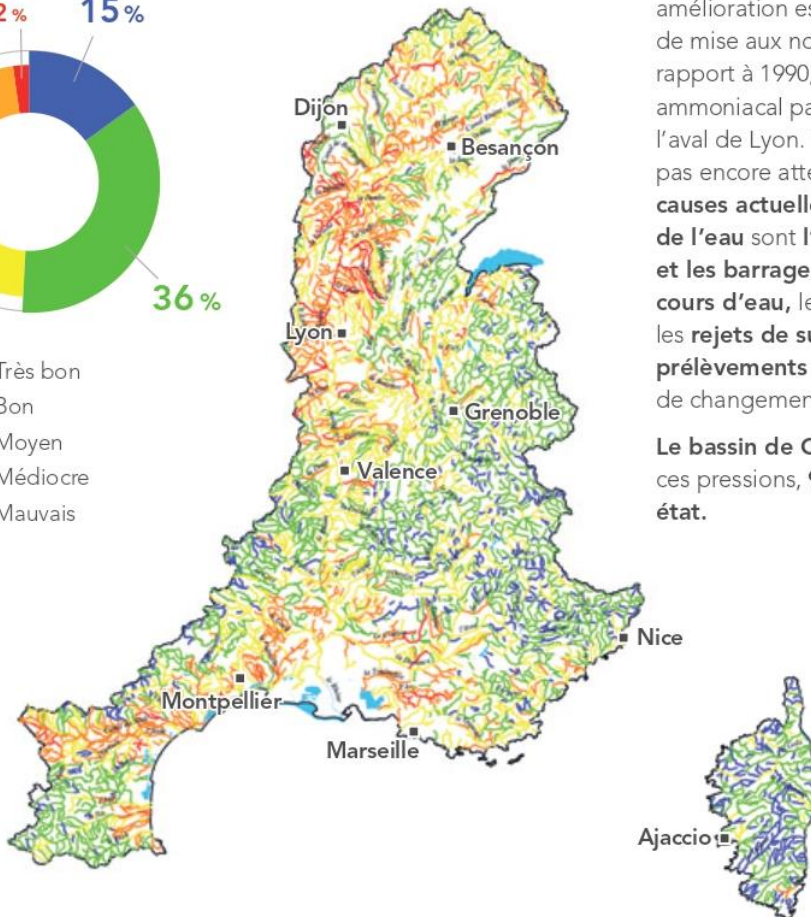 2 %
15 %
36 %
Très bon
Bon
Moyen
Médiocre
Mauvais
Dijon
Besançon
Lyon
Grenoble
Valence
Nice
Montpellier
Marseille
Ajaccio
amélioration es
de mise aux no
rapport à 1990,
ammoniacal pa
l'aval de Lyon.
pas encore atte
causes actuelle
de l'eau sont l'
et les barrage
cours d'eau, le
les rejets de su
prélèvements
de changemen
Le bassin de C
ces pressions, 9
état.